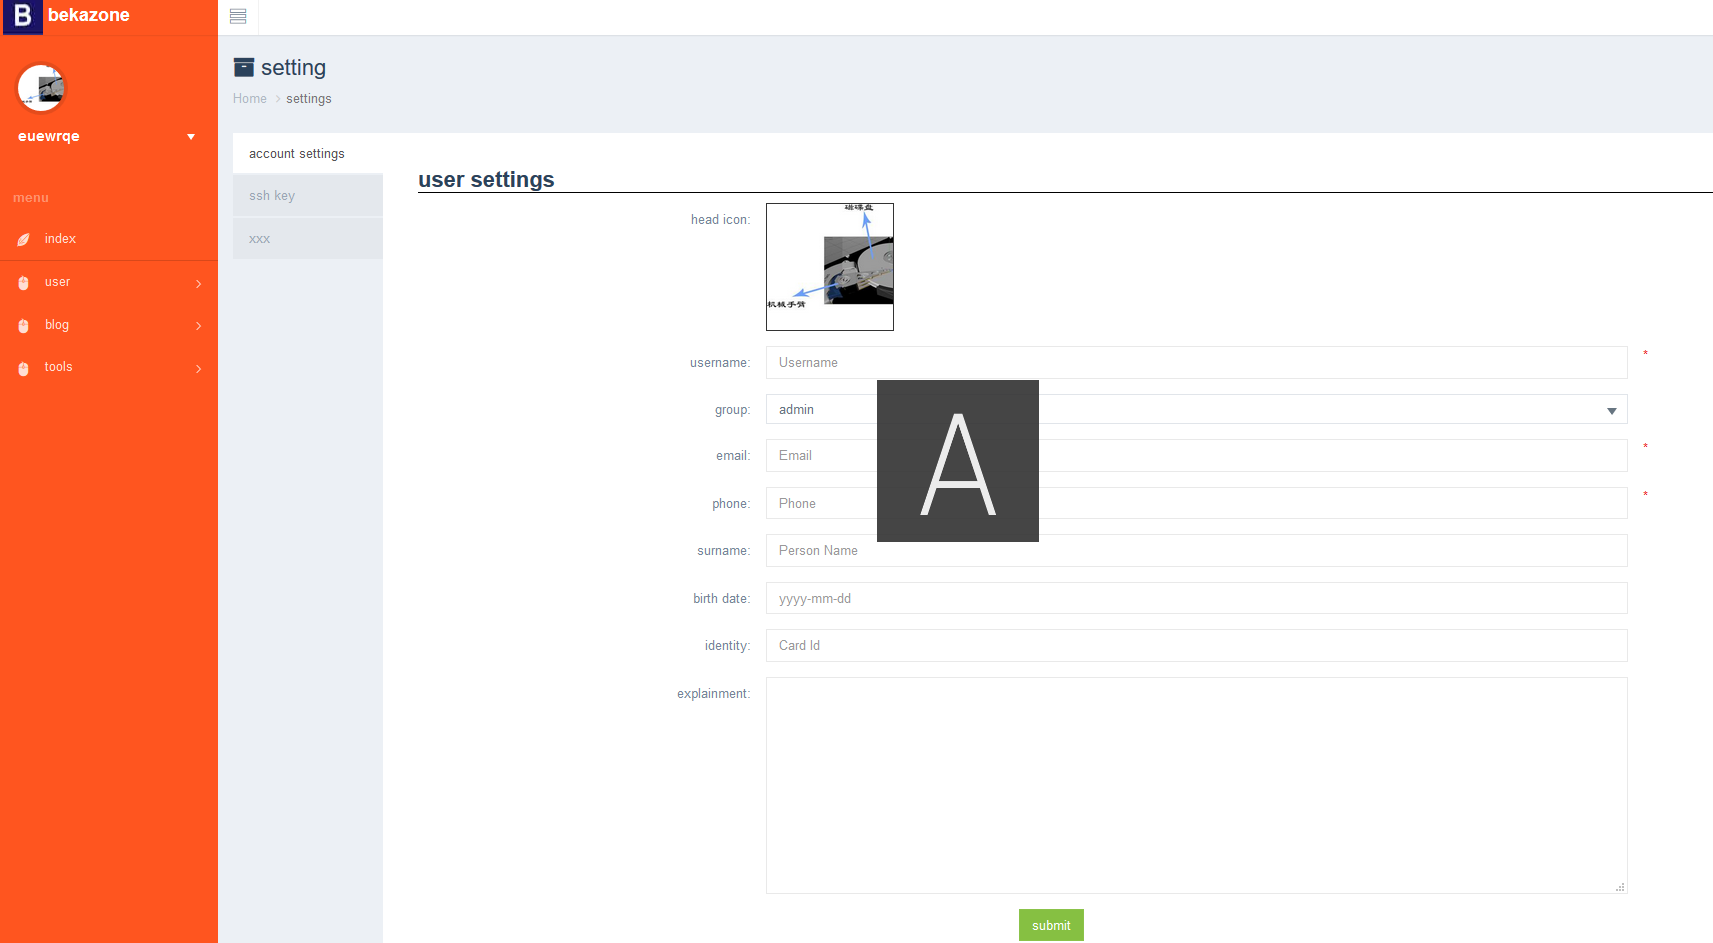 B bekazone
euewrqe
menu
index
user
blog
tools
setting
Home settings
account settings
ssh key
xxx
user settings
head icon:
磁碟盘
机械手臂
username: Username *
group: admin
email: Email *
phone: Phone *
surname: Person Name
birth date: yyyy-mm-dd
identity: Card Id
explainment:
A
submit